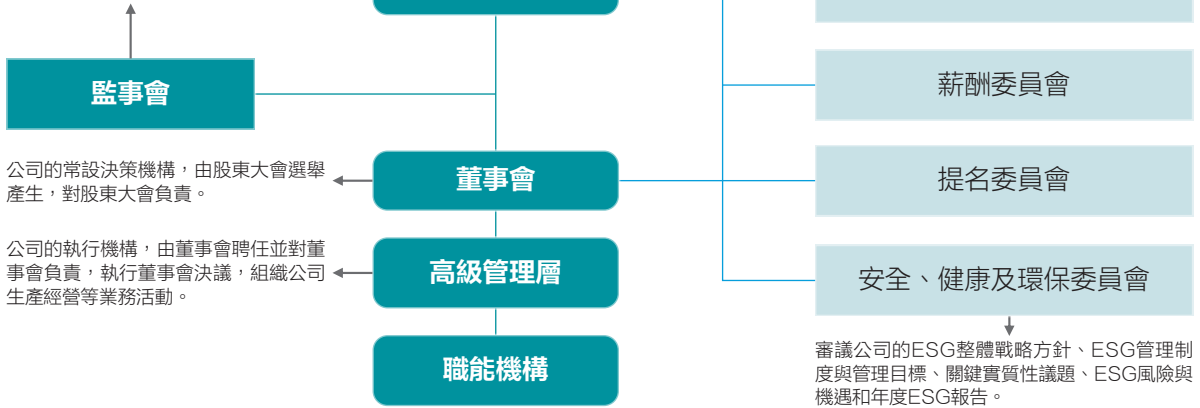 監事會
公司的常設決策機構，由股東大會選舉
產生，對股東大會負責。
董事會
公司的執行機構，由董事會聘任並對董
事會負責，執行董事會決議，組織公司
生產經營等業務活動。
高級管理層
職能機構
薪酬委員會
提名委員會
安全、健康及環保委員會
審議公司的ESG整體戰略方針、ESG管理制
度與管理目標、關鍵實質性議題、ESG風險與
機遇和年度ESG報告。